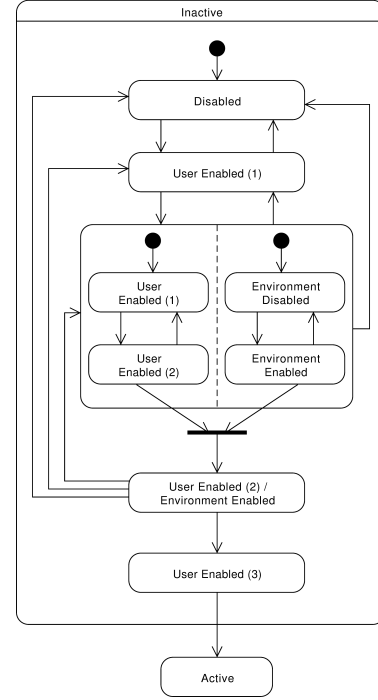 Inactive
Disabled
User Enabled (1)
User
Enabled (1)
Environment
Disabled
User
Enabled (2)
Environment
Enabled
User Enabled (2) /
Environment Enabled
User Enabled (3)
Active